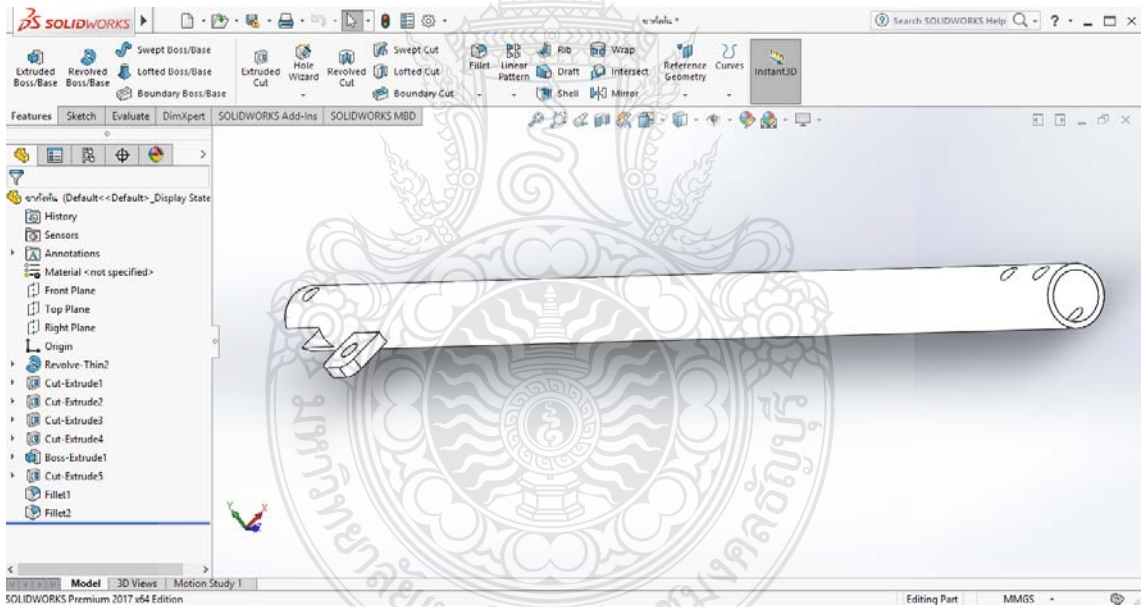 SOLIDWORKS
Search SOLIDWORKS Help
Extruded Boss/Base
Revolved Boss/Base
Swept Boss/Base
Lofted Boss/Base
Boundary Boss/Base
Extruded Cut
Hole Wizard
Revolved Cut
Swept Cut
Lofted Cut
Boundary Cut
Fillet
Linear Pattern
Rib
Draft
Shell
Wrap
Intersect
Mirror
Reference Geometry
Curves
Instant3D
Features Sketch Evaluate DimXpert SOLIDWORKS Add-Ins SOLIDWORKS MBD
(Default<<Default>_Display State
History
Sensors
Annotations
Material <not specified>
Front Plane
Top Plane
Right Plane
Origin
Revolve-Thin2
Cut-Extrude1
Cut-Extrude2
Cut-Extrude3
Cut-Extrude4
Boss-Extrude1
Cut-Extrude5
Fillet1
Fillet2
Y X
Model 3D Views Motion Study 1
SOLIDWORKS Premium 2017 x64 Edition
Editing Part MMGS